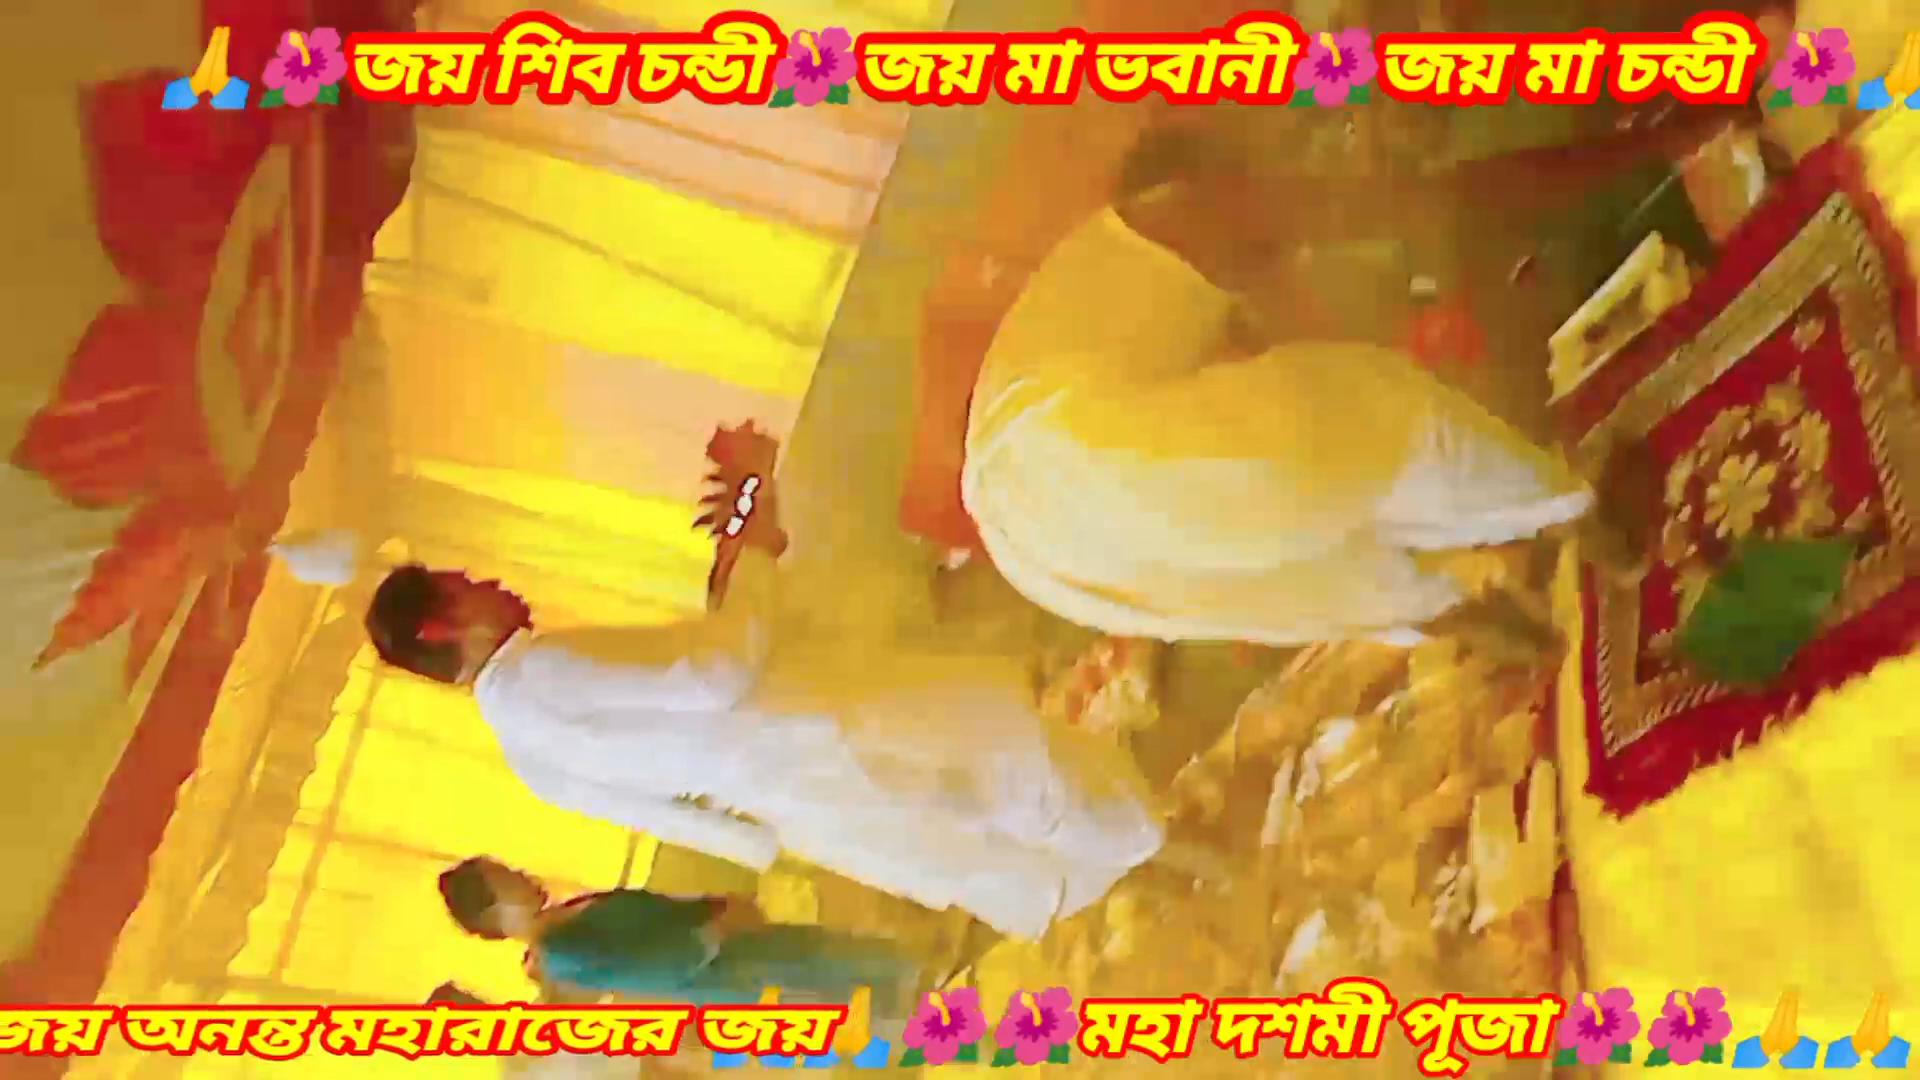 🙏🌺জয় শিব চন্ডী🌺জয় মা ভবানী🌺জয় মা চন্ডী 🌺🙏
জয় অনন্ত মহারাজের জয়🙏🌺🌺মহা দশমী পূজা🌺🌺🙏🙏